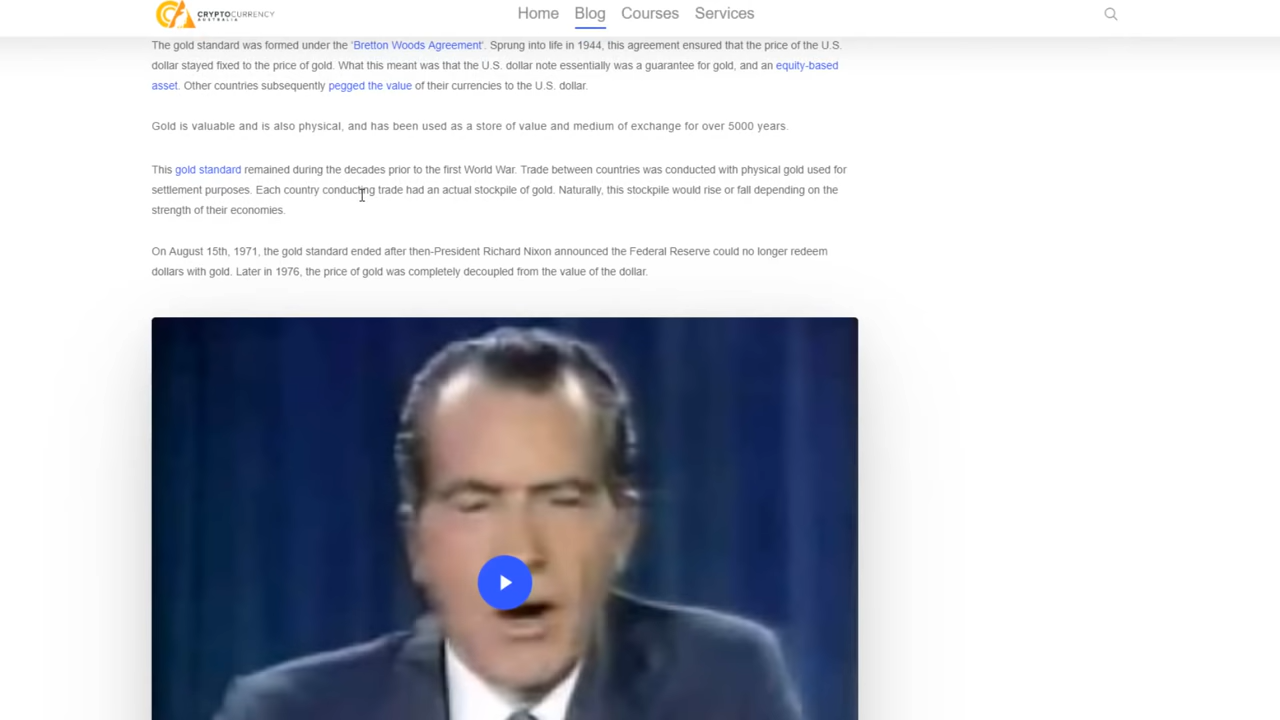 CRYPTOCURRENCY
AUSTRALIA
Home Blog Courses Services
The gold standard was formed under the ‘Bretton Woods Agreement‘. Sprung into life in 1944, this agreement ensured that the price of the U.S.
dollar stayed fixed to the price of gold. What this meant was that the U.S. dollar note essentially was a guarantee for gold, and an equity-based
asset. Other countries subsequently pegged the value of their currencies to the U.S. dollar.
Gold is valuable and is also physical, and has been used as a store of value and medium of exchange for over 5000 years.
This gold standard remained during the decades prior to the first World War. Trade between countries was conducted with physical gold used for
settlement purposes. Each country conducting trade had an actual stockpile of gold. Naturally, this stockpile would rise or fall depending on the
strength of their economies.
On August 15th, 1971, the gold standard ended after then-President Richard Nixon announced the Federal Reserve could no longer redeem
dollars with gold. Later in 1976, the price of gold was completely decoupled from the value of the dollar.